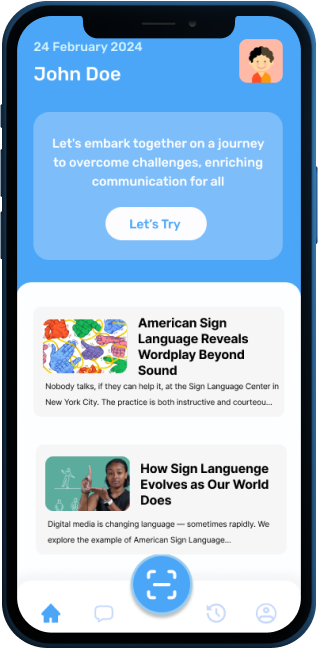 24 February 2024
John Doe
Let's embark together on a journey
to overcome challenges, enriching
communication for all
Let's Try
American Sign
Language Reveals
Wordplay Beyond
Sound
Nobody talks, if they can help it, at the Sign Language Center in
New York City. The practice is both instructive and courteou...
How Sign Languenge
Evolves as Our World
Does
Digital media is changing language — sometimes rapidly. We
explore the example of American Sign Language...